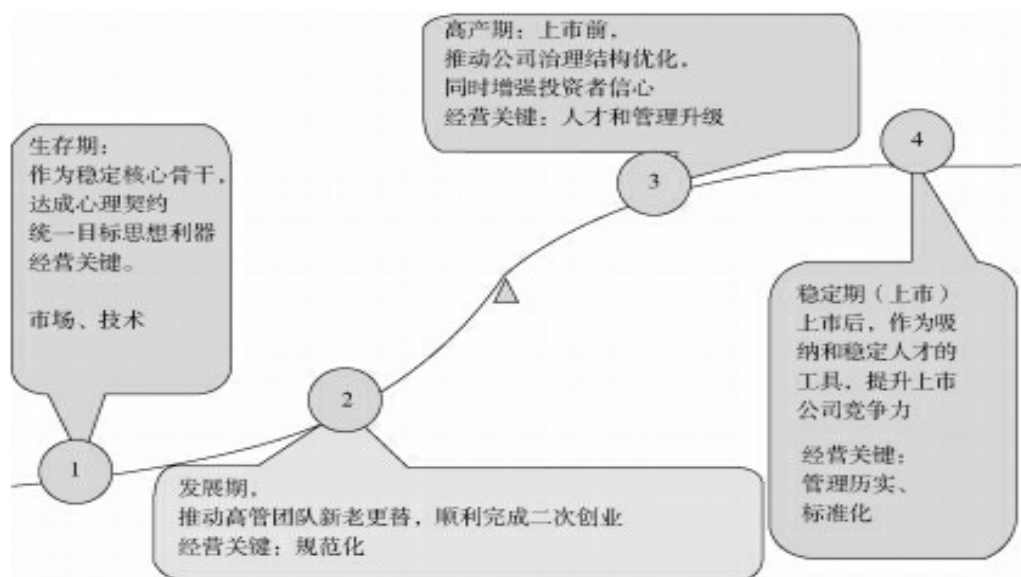 生存期：
作为稳定核心骨干，
达成心理契约
统一目标思想利器
经营关键。
市场、技术
1
2
发展期，
推动高管团队新老更替，顺利完成二次创业
经营关键：规范化
高产期：上市前，
推动公司治理结构优化，
同时增强投资者信心
经营关键：人才和管理升级
3
4
稳定期（上市）
上市后，作为吸
纳和稳定人才的
工具，提升上市
公司竞争力
经营关键：
管理历实、
标准化